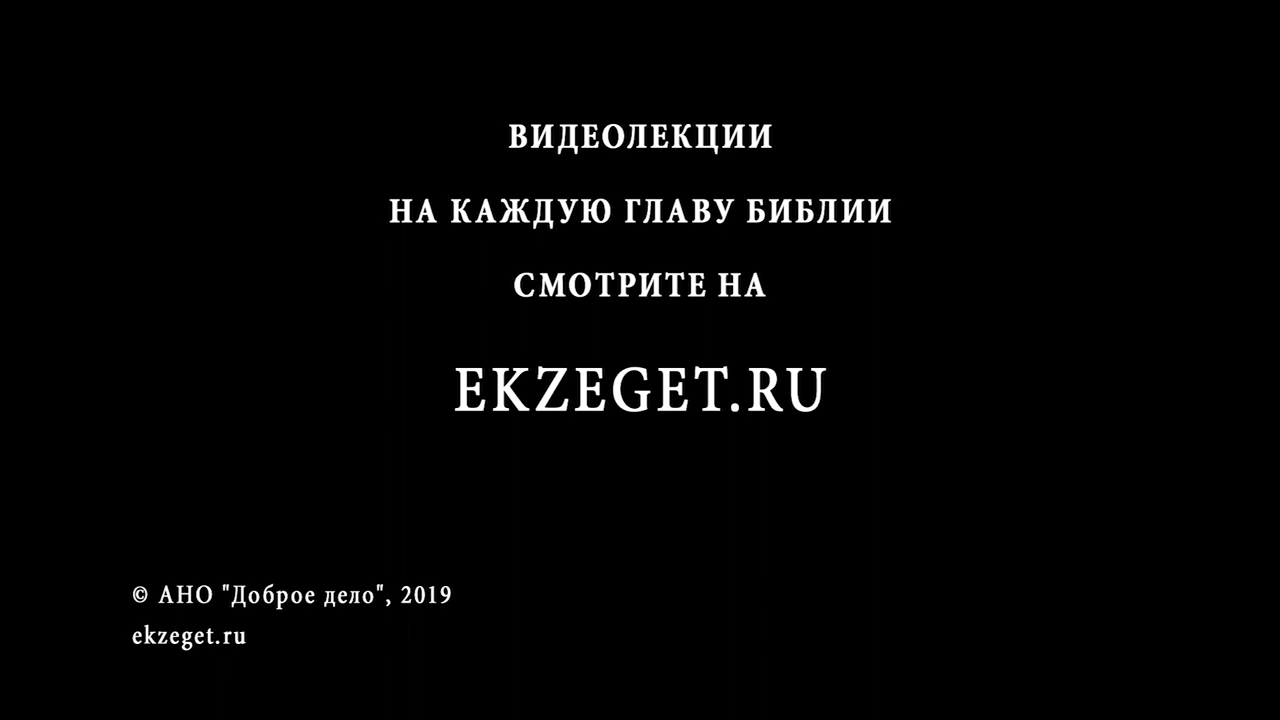 ВИДЕОЛЕКЦИИ
НА КАЖДУЮ ГЛАВУ БИБЛИИ
СМОТРИТЕ НА
EKZEGET.RU
© АНО "Доброе дело", 2019
ekzeget.ru